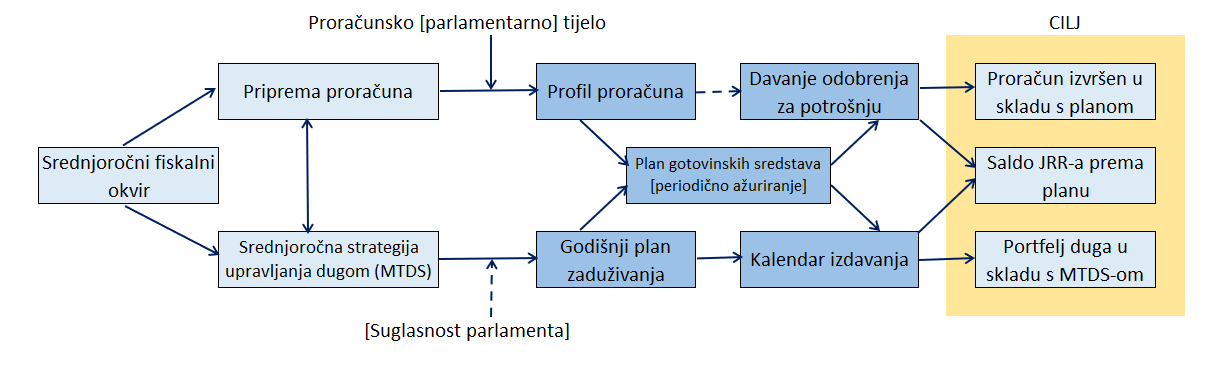 Proračunsko [parlamentarno] tijelo
CILJ
Priprema proračuna
Profil proračuna
Davanje odobrenja
za potrošnju
Proračun izvršen u
skladu s planom
Srednjoročni fiskalni
okvir
Plan gotovinskih sredstava
[periodično ažuriranje]
Saldo JRR-a prema
planu
Srednjoročna strategija
upravljanja dugom (MTDS)
Godišnji plan
zaduživanja
Kalendar izdavanja
Portfelj duga u
skladu s MTDS-om
[Suglasnost parlamenta]